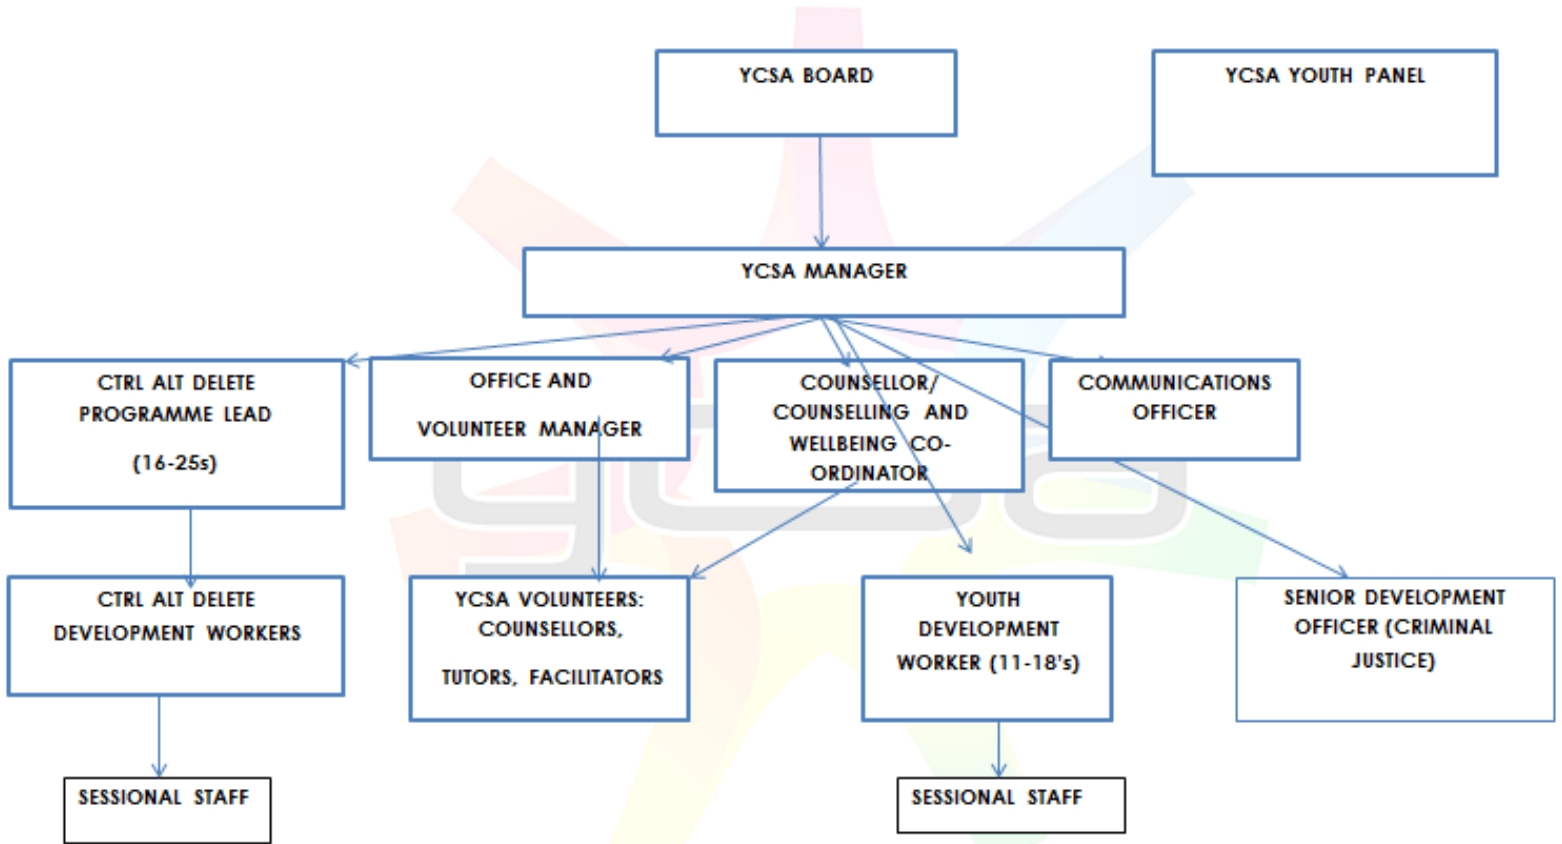 YCSA BOARD
YCSA YOUTH PANEL
YCSA MANAGER
CTRL ALT DELETE
PROGRAMME LEAD
(16-25s)
OFFICE AND
VOLUNTEER MANAGER
COUNSELLOR/
COUNSELLING AND
WELLBEING CO-
ORDINATOR
COMMUNICATIONS
OFFICER
CTRL ALT DELETE
DEVELOPMENT WORKERS
YCSA VOLUNTEERS:
COUNSELLORS,
TUTORS, FACILITATORS
YOUTH
DEVELOPMENT
WORKER (11-18's)
SENIOR DEVELOPMENT
OFFICER (CRIMINAL
JUSTICE)
SESSIONAL STAFF
SESSIONAL STAFF